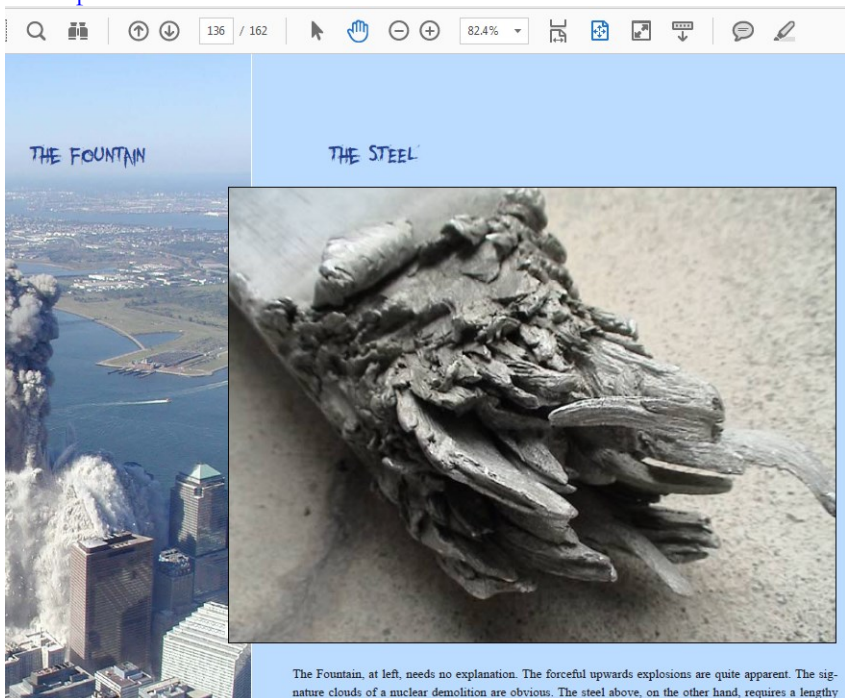 136 / 162
82.4%
THE FOUNTAIN
THE STEEL
The Fountain, at left, needs no explanation. The forceful upwards explosions are quite apparent. The sig-
nature clouds of a nuclear demolition are obvious. The steel above, on the other hand, requires a lengthy